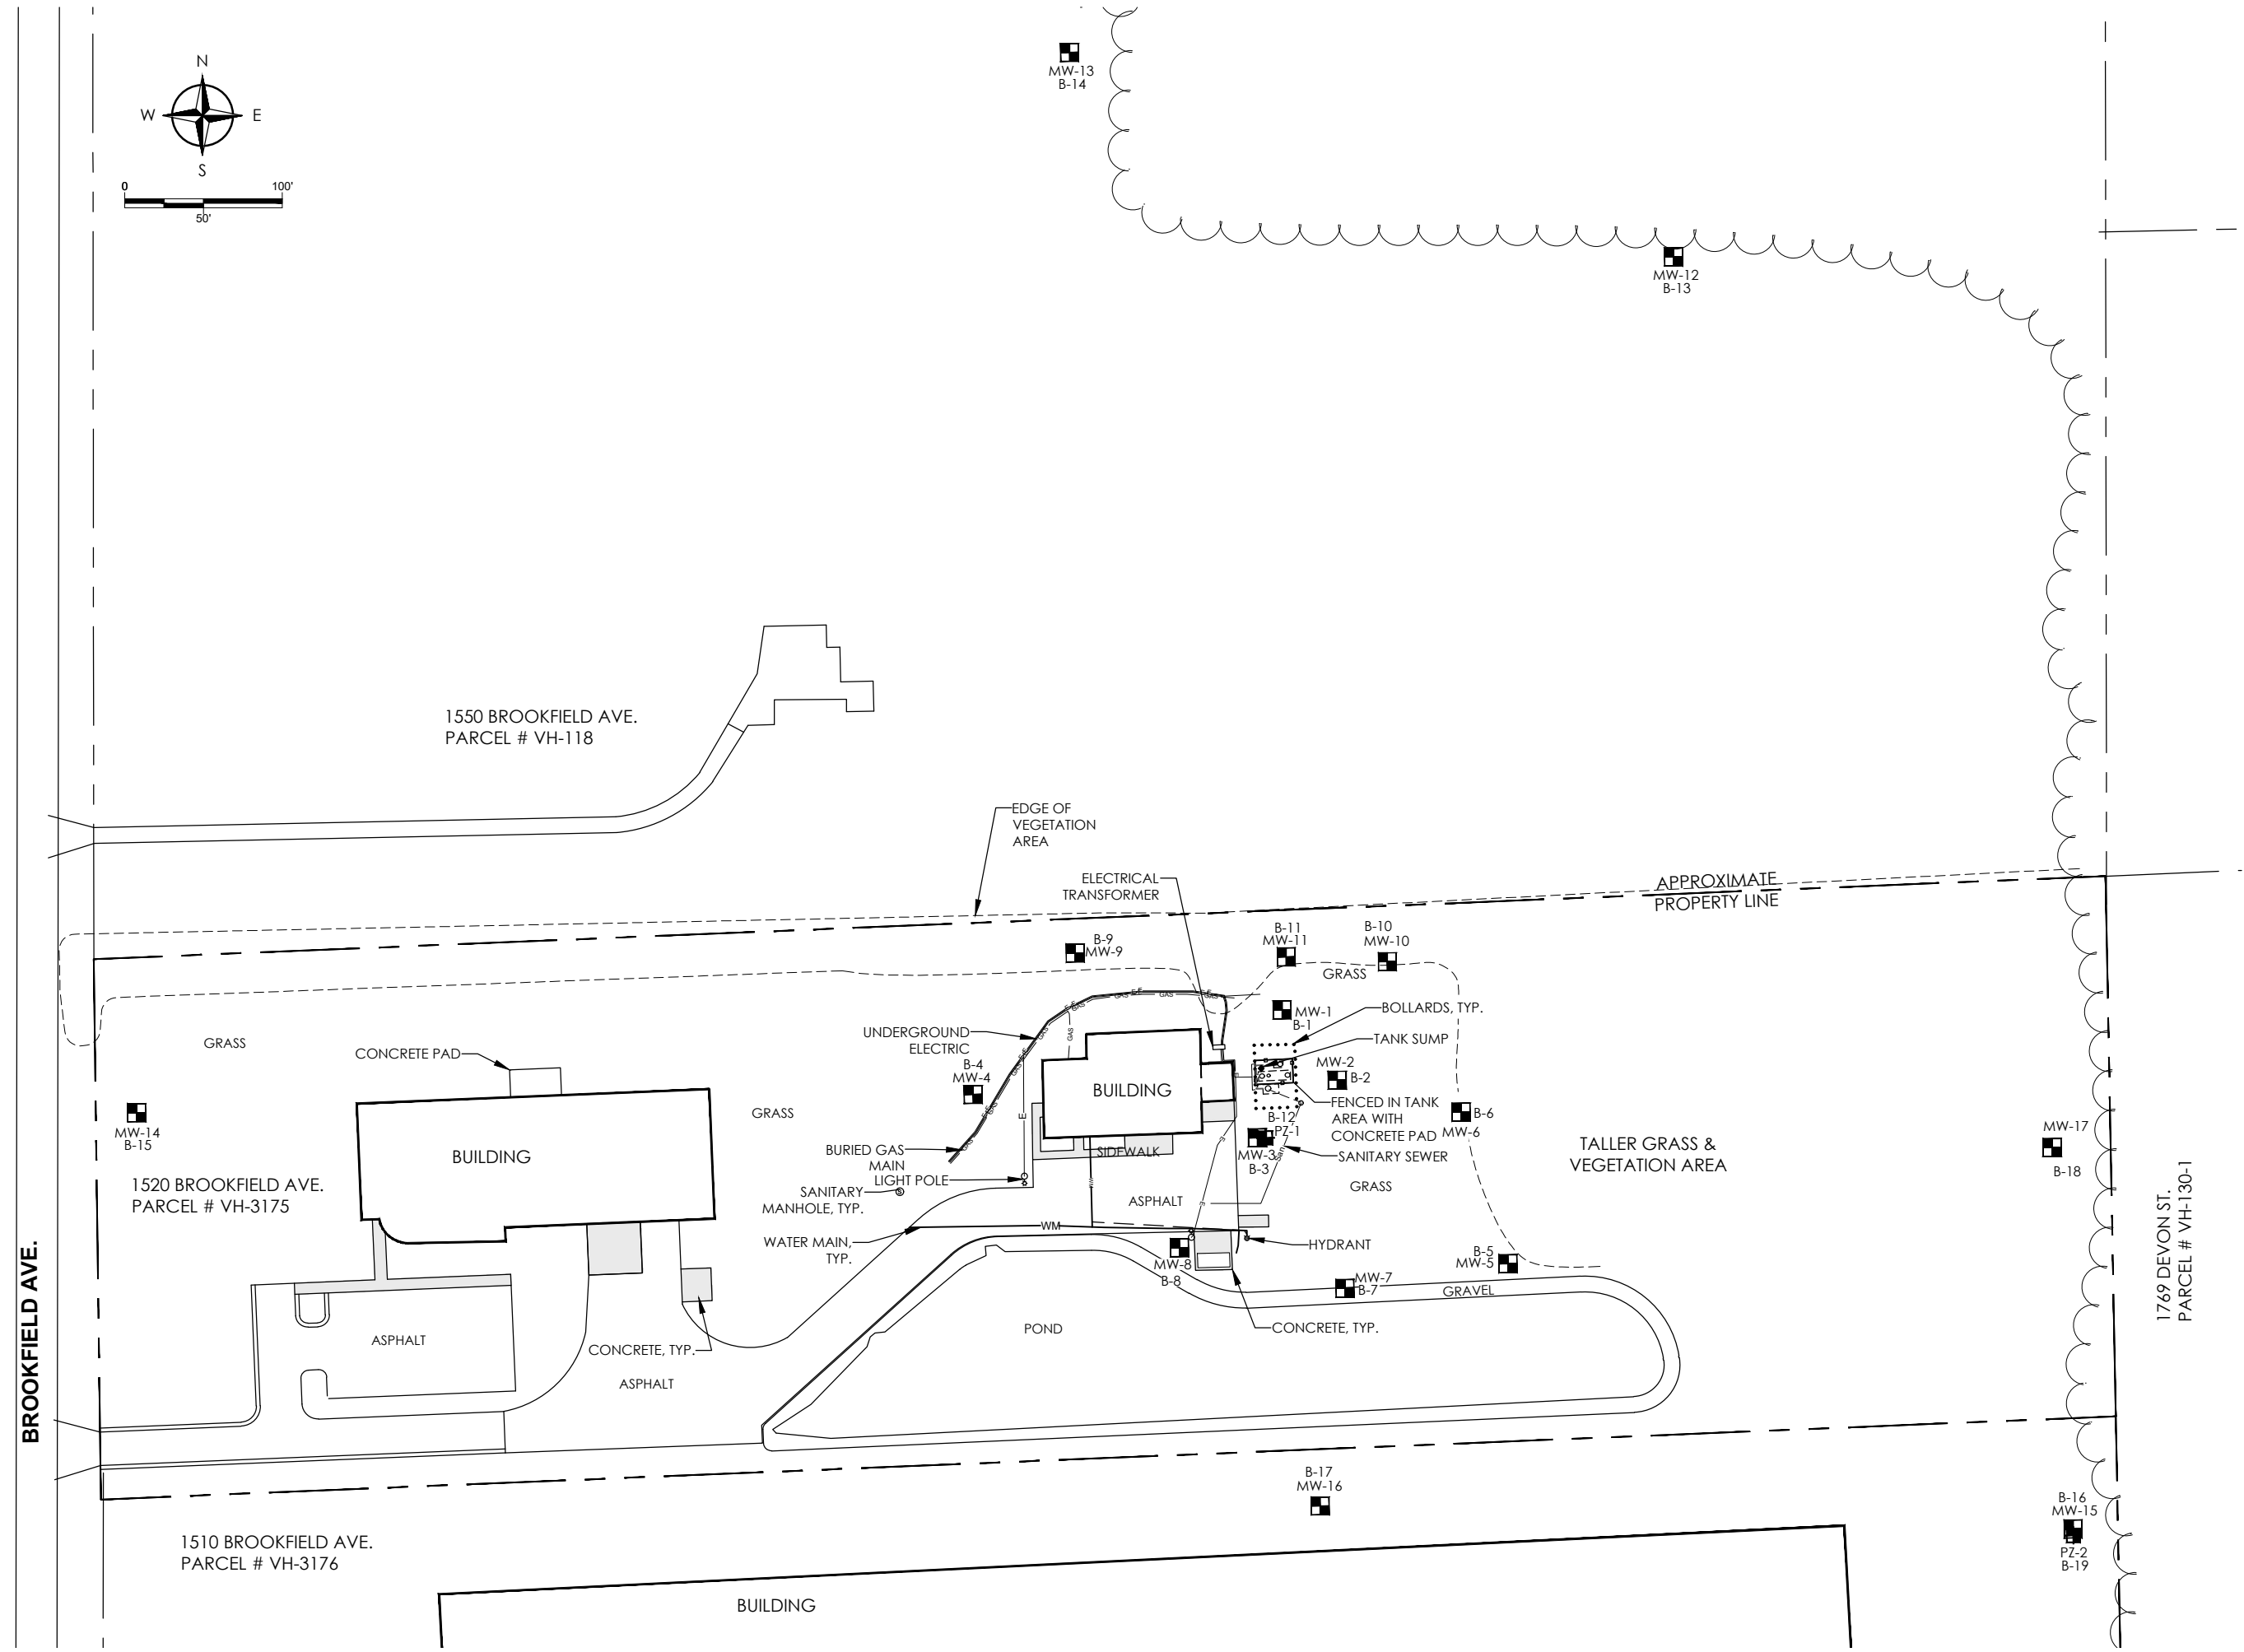 MW-13
B-14
N
W
E
S
0
100'
50'
MW-12
B-13
1550 BROOKFIELD AVE.
PARCEL # VH-118
EDGE OF
VEGETATION
AREA
ELECTRICAL
TRANSFORMER
APPROXIMATE
PROPERTY LINE
B-9
MW-9
B-11
MW-11
B-10
MW-10
GRASS
MW-1
B-1
BOLLARDS, TYP.
TANK SUMP
MW-2
B-2
FENCED IN TANK
AREA WITH
CONCRETE PAD
SANITARY SEWER
GRASS
CONCRETE PAD
UNDERGROUND
ELECTRIC
B-4
MW-4
GAS
GAS
GAS
GAS
GAS
E
BUILDING
B-12
PZ-1
MW-3
B-3
San
B-6
MW-6
TALLER GRASS &
VEGETATION AREA
MW-17
B-18
GRASS
MW-14
B-15
BUILDING
GRASS
BURIED GAS
MAIN
LIGHT POLE
SIDEWALK
1520 BROOKFIELD AVE.
PARCEL # VH-3175
SANITARY
MANHOLE, TYP.
ASPHALT
WM
WATER MAIN,
TYP.
HYDRANT
MW-8
B-8
B-5
MW-5
MW-7
B-7
GRAVEL
1769 DEVON ST.
PARCEL # VH-130-1
BROOKFIELD AVE.
ASPHALT
CONCRETE, TYP.
ASPHALT
POND
CONCRETE, TYP.
B-17
MW-16
B-16
MW-15
PZ-2
B-19
1510 BROOKFIELD AVE.
PARCEL # VH-3176
BUILDING